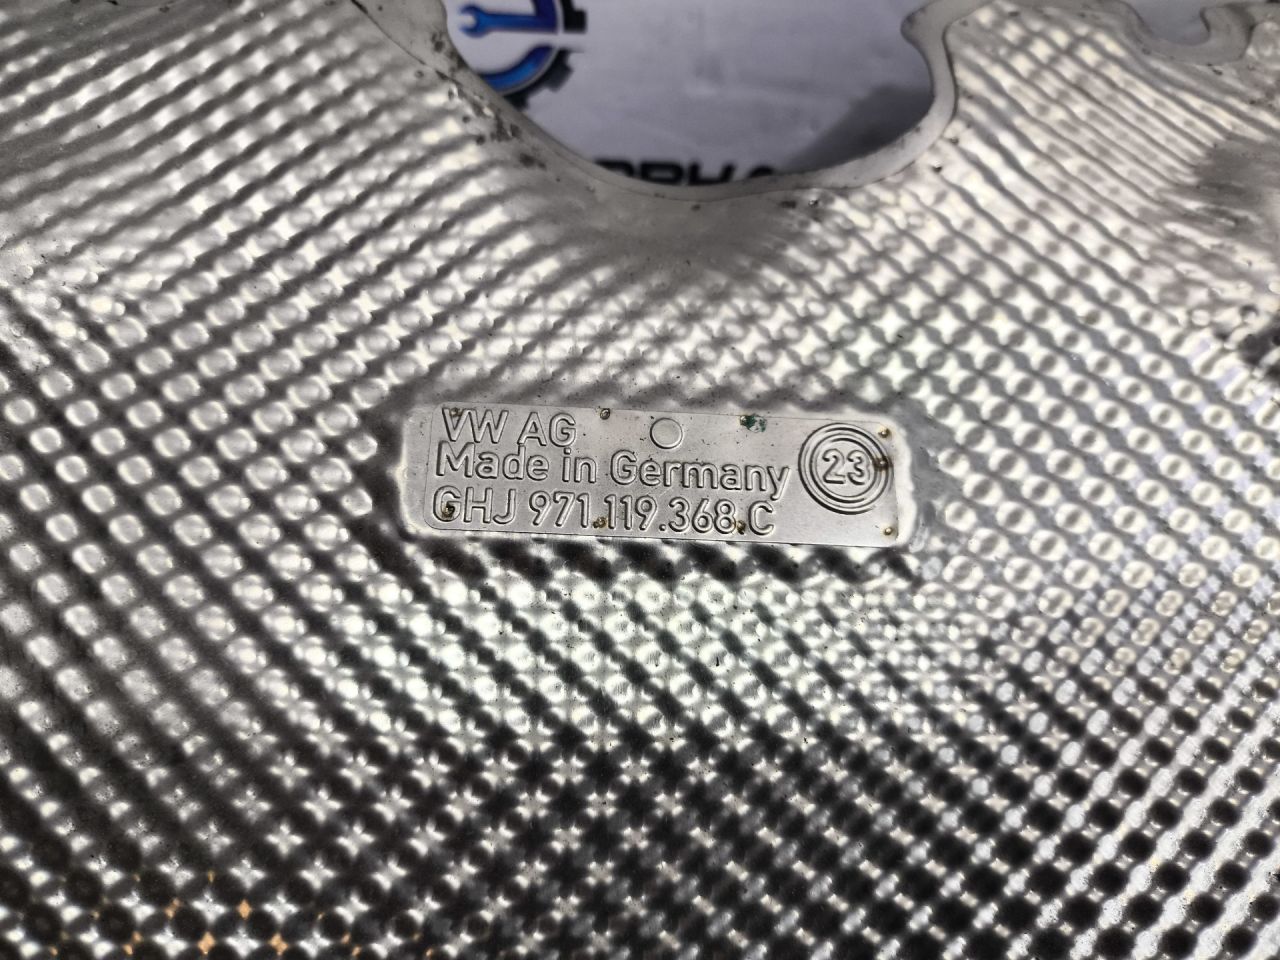 VW AG
Made in Germany
23
GHJ 971.119.368.C